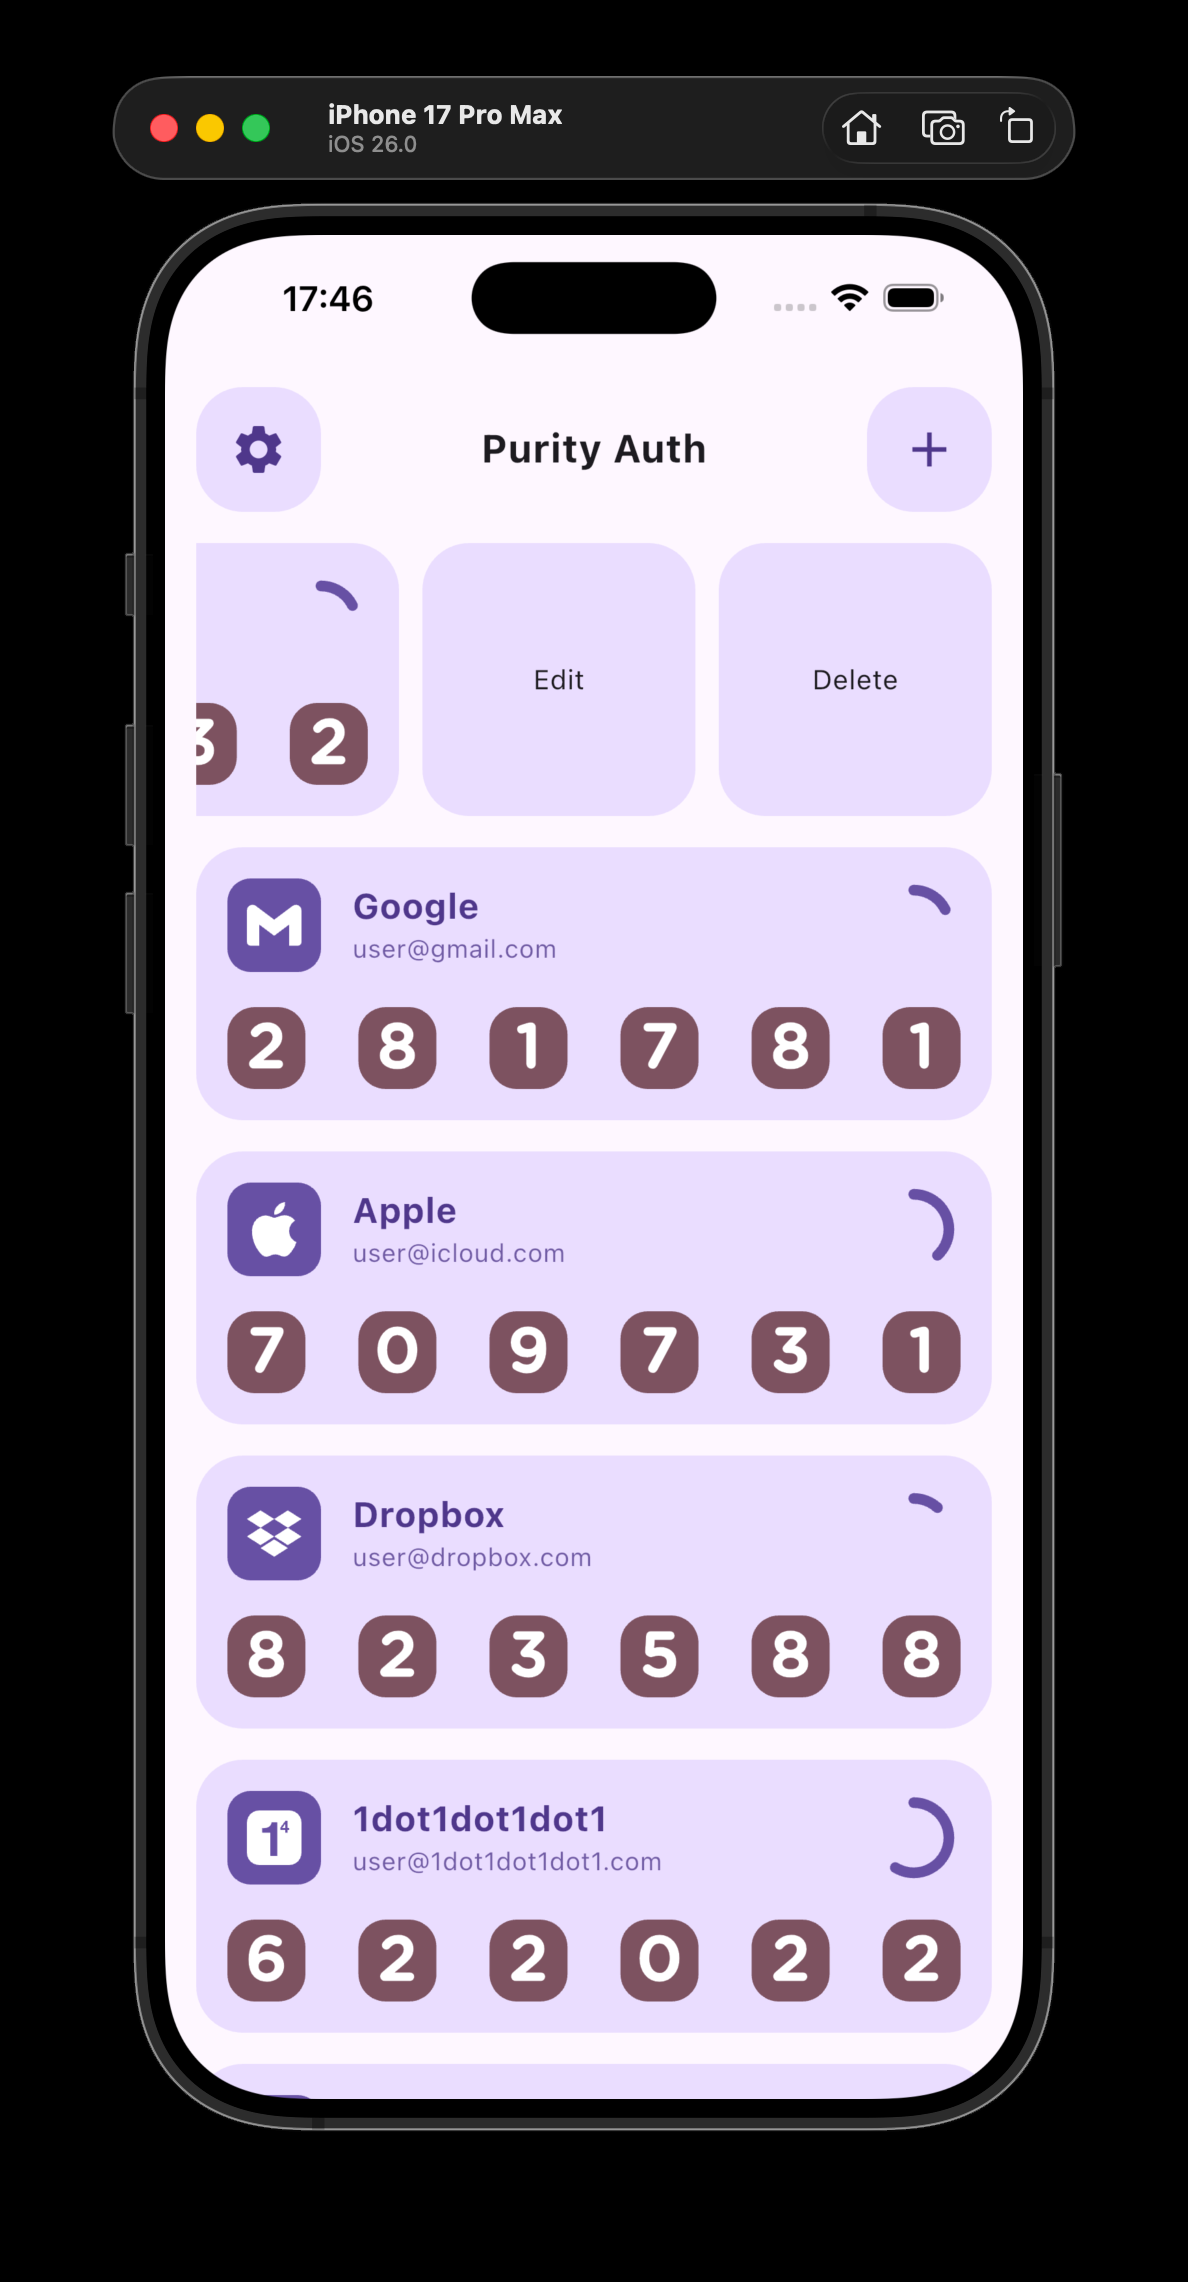 iPhone 17 Pro Max
iOS 26.0
17:46
Purity Auth
3 2
Edit
Delete
Google
user@gmail.com
2 8 1 7 8 1
Apple
user@icloud.com
7 0 9 7 3 1
Dropbox
user@dropbox.com
8 2 3 5 8 8
1⁴
1dot1dot1dot1
user@1dot1dot1dot1.com
6 2 2 0 2 2